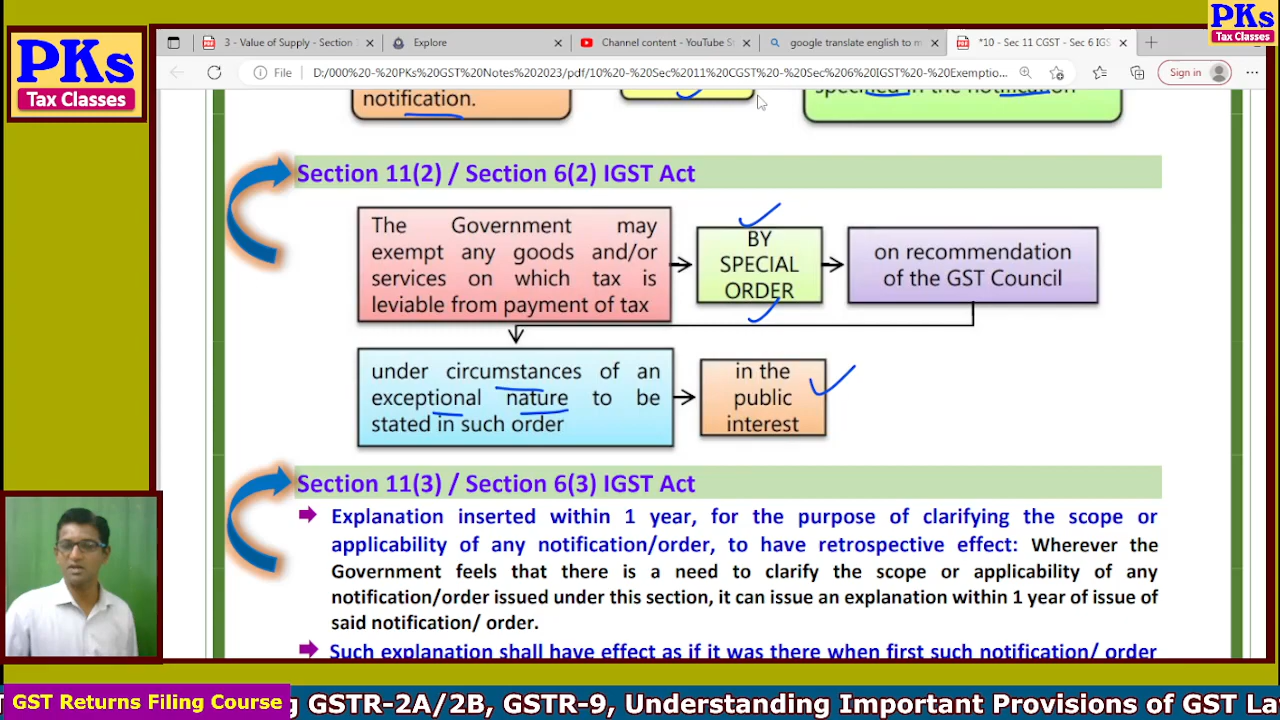 PKs
Tax Classes
PKs
Tax Classes
3 - Value of Supply - Section
Explore
Channel content - YouTube S
google translate english to m
*10 - Sec 11 CGST - Sec 6 IGS
File
D:/000%20-%20PKs%20GST%20Notes%202023/pdf/10%20-%20Sec%2011%20CGST%20-%20Sec%206%20IGST%20-%20Exemptio...
Sign in
notification.
specified in the notification
Section 11(2) / Section 6(2) IGST Act
The Government may
exempt any goods and/or
services on which tax is
leviable from payment of tax
BY
SPECIAL
ORDER
on recommendation
of the GST Council
under circumstances of an
exceptional nature to be
stated in such order
in the
public
interest
Section 11(3) / Section 6(3) IGST Act
Explanation inserted within 1 year, for the purpose of clarifying the scope or
applicability of any notification/order, to have retrospective effect: Wherever the
Government feels that there is a need to clarify the scope or applicability of any
notification/order issued under this section, it can issue an explanation within 1 year of issue of
said notification/ order.
Such explanation shall have effect as if it was there when first such notification/ order
GST Returns Filing Course
g GSTR-2A/2B, GSTR-9, Understanding Important Provisions of GST La